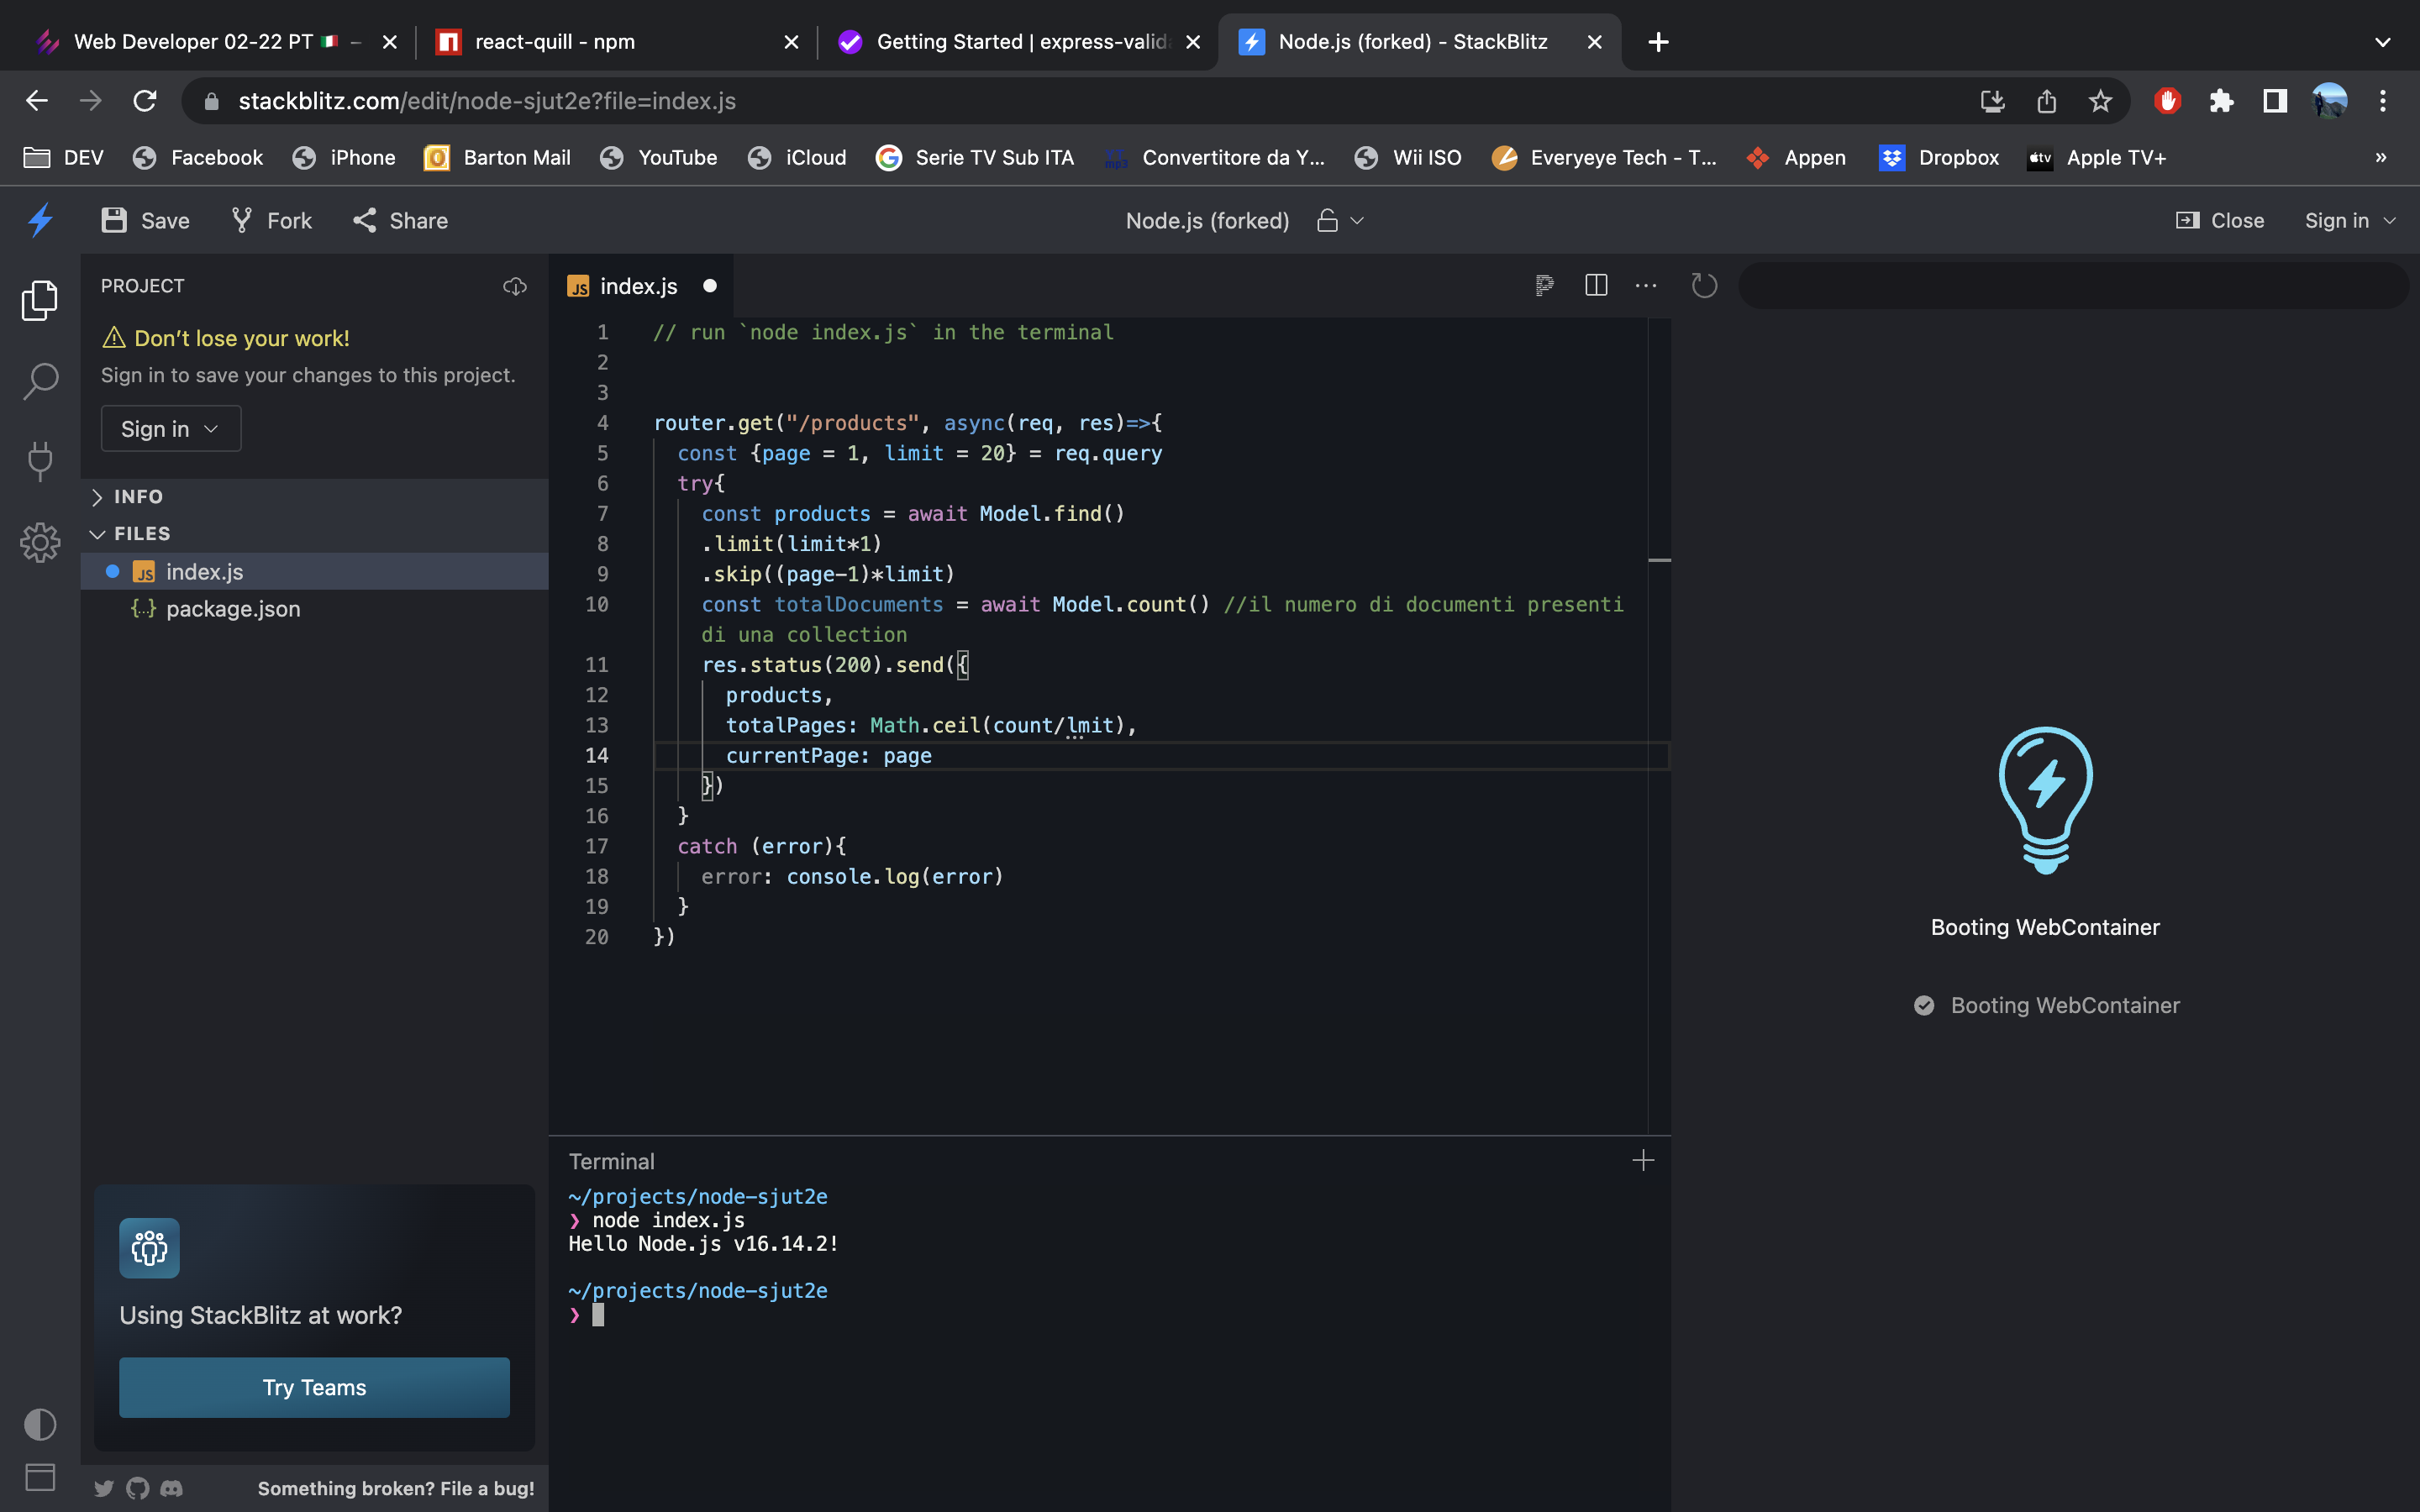 Web Developer 02-22 PT 🇮🇹 –
react-quill - npm
Getting Started | express-valida
Node.js (forked) - StackBlitz
stackblitz.com/edit/node-sjut2e?file=index.js
DEV
Facebook
iPhone
Barton Mail
YouTube
iCloud
Serie TV Sub ITA
mp3
Convertitore da Y...
Wii ISO
Everyeye Tech - T...
Appen
Dropbox
tv
Apple TV+
»
Save
Fork
Share
Node.js (forked)
Close
Sign in
PROJECT
Don’t lose your work!
Sign in to save your changes to this project.
Sign in
INFO
FILES
JS index.js
{..} package.json
Using StackBlitz at work?
Try Teams
Something broken? File a bug!
JS index.js
1 // run `node index.js` in the terminal
2
3
4 router.get("/products", async(req, res)=>{
5 const {page = 1, limit = 20} = req.query
6 try{
7 const products = await Model.find()
8 .limit(limit*1)
9 .skip((page-1)*limit)
10 const totalDocuments = await Model.count() //il numero di documenti presenti
di una collection
11 res.status(200).send({
12 products,
13 totalPages: Math.ceil(count/lmit),
14 currentPage: page
15 })
16 }
17 catch (error){
18 error: console.log(error)
19 }
20 })
Terminal
~/projects/node-sjut2e
❯ node index.js
Hello Node.js v16.14.2!
~/projects/node-sjut2e
❯
Booting WebContainer
Booting WebContainer